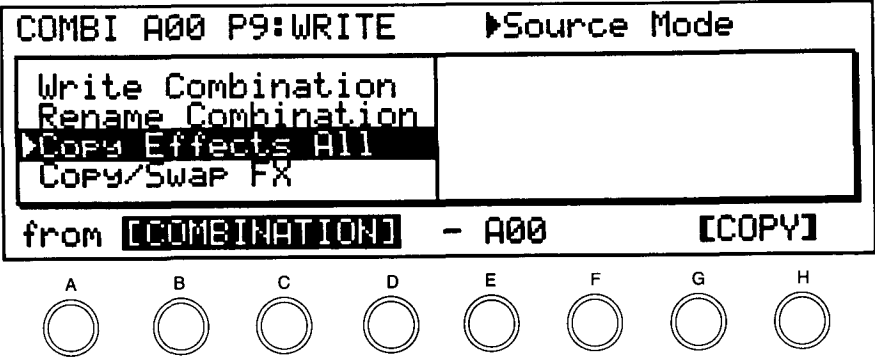 COMBI A00 P9:WRITE ▶Source Mode
Write Combination
Rename Combination
▶Copy Effects All
Copy/Swap FX
from [COMBINATION] - A00 [COPY]
A B C D E F G H